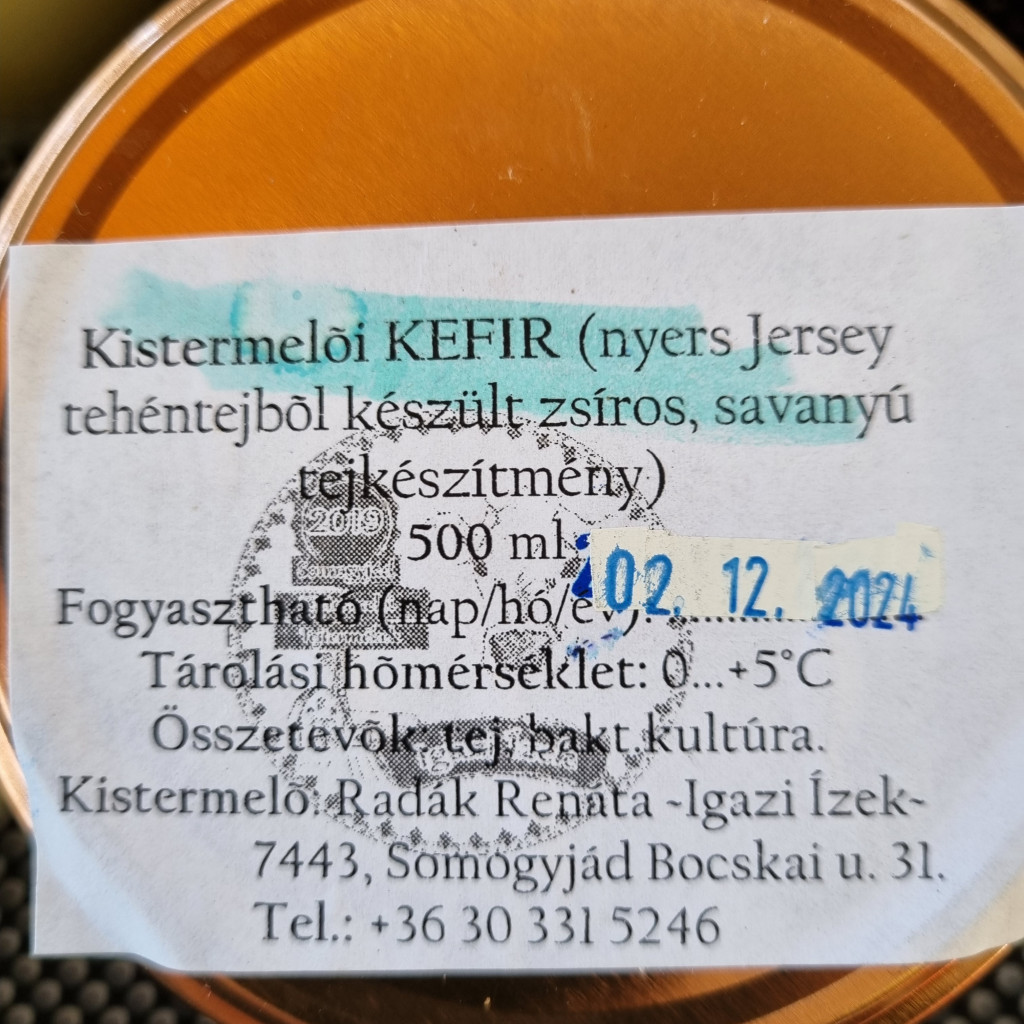 Kistermelõi KEFIR (nyers Jersey
tehéntejbõl készült zsíros, savanyú
tejkészítmény)
2019
500 ml
02. 12. 2024
Fogyasztható (nap/hó/év):..................
Tárolási hõmérséklet: 0...+5°C
Összetevõk: tej, bakt.kultúra.
Kistermelõ: Radák Renáta ~Igazi Ízek~
7443, Somogyjád Bocskai u. 31.
Tel.: +36 30 331 5246